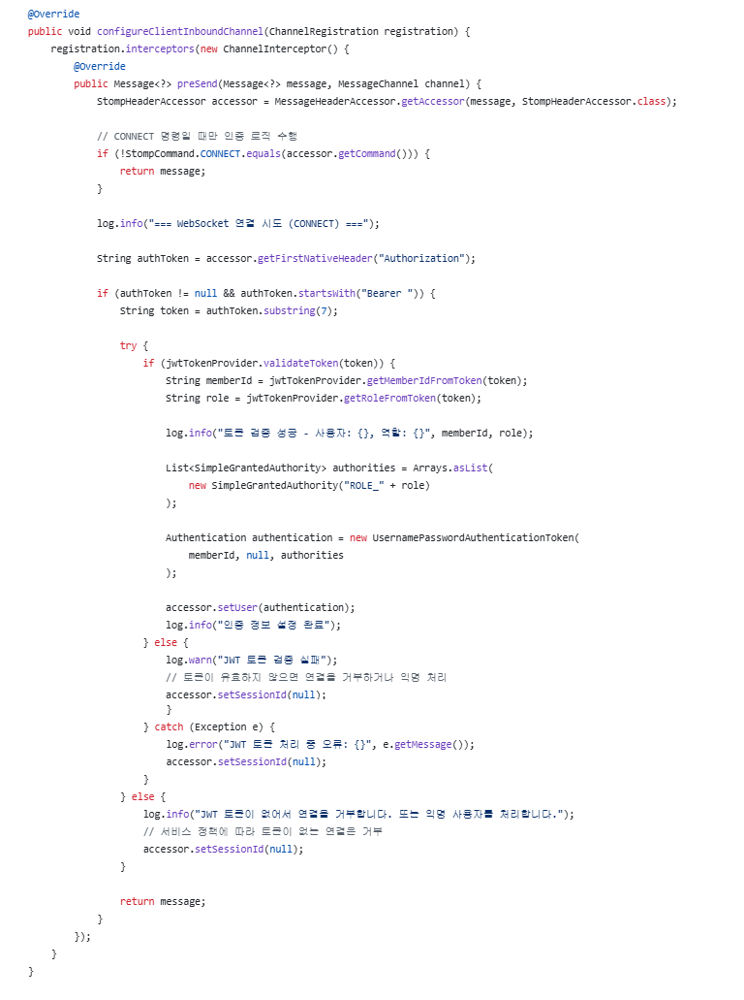 @Override
public void configureClientInboundChannel(ChannelRegistration registration) {
registration.interceptors(new ChannelInterceptor() {
@Override
public Message<?> preSend(Message<?> message, MessageChannel channel) {
StompHeaderAccessor accessor = MessageHeaderAccessor.getAccessor(message, StompHeaderAccessor.class);
// CONNECT 명령일 때만 인증 로직 수행
if (!StompCommand.CONNECT.equals(accessor.getCommand())) {
return message;
}
log.info("=== WebSocket 연결 시도 (CONNECT) ===");
String authToken = accessor.getFirstNativeHeader("Authorization");
if (authToken != null && authToken.startsWith("Bearer ")) {
String token = authToken.substring(7);
try {
if (jwtTokenProvider.validateToken(token)) {
String memberId = jwtTokenProvider.getMemberIdFromToken(token);
String role = jwtTokenProvider.getRoleFromToken(token);
log.info("토큰 검증 성공 - 사용자: {}, 역할: {}", memberId, role);
List<SimpleGrantedAuthority> authorities = Arrays.asList(
new SimpleGrantedAuthority("ROLE_" + role)
);
Authentication authentication = new UsernamePasswordAuthenticationToken(
memberId, null, authorities
);
accessor.setUser(authentication);
log.info("인증 정보 설정 완료");
} else {
log.warn("JWT 토큰 검증 실패");
// 토큰이 유효하지 않으면 연결을 거부하거나 익명 처리
accessor.setSessionId(null);
}
} catch (Exception e) {
log.error("JWT 토큰 처리 중 오류: {}", e.getMessage());
accessor.setSessionId(null);
}
} else {
log.info("JWT 토큰이 없어서 연결을 거부합니다. 또는 익명 사용자를 처리합니다.");
// 서비스 정책에 따라 토큰이 없는 연결은 거부
accessor.setSessionId(null);
}
return message;
}
});
}
}